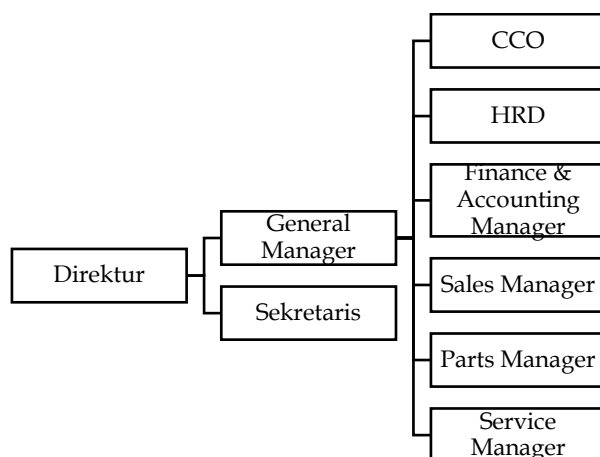 CCO
HRD
Finance &
Accounting
Manager
General
Manager
Direktur
Sales Manager
Sekretaris
Parts Manager
Service
Manager